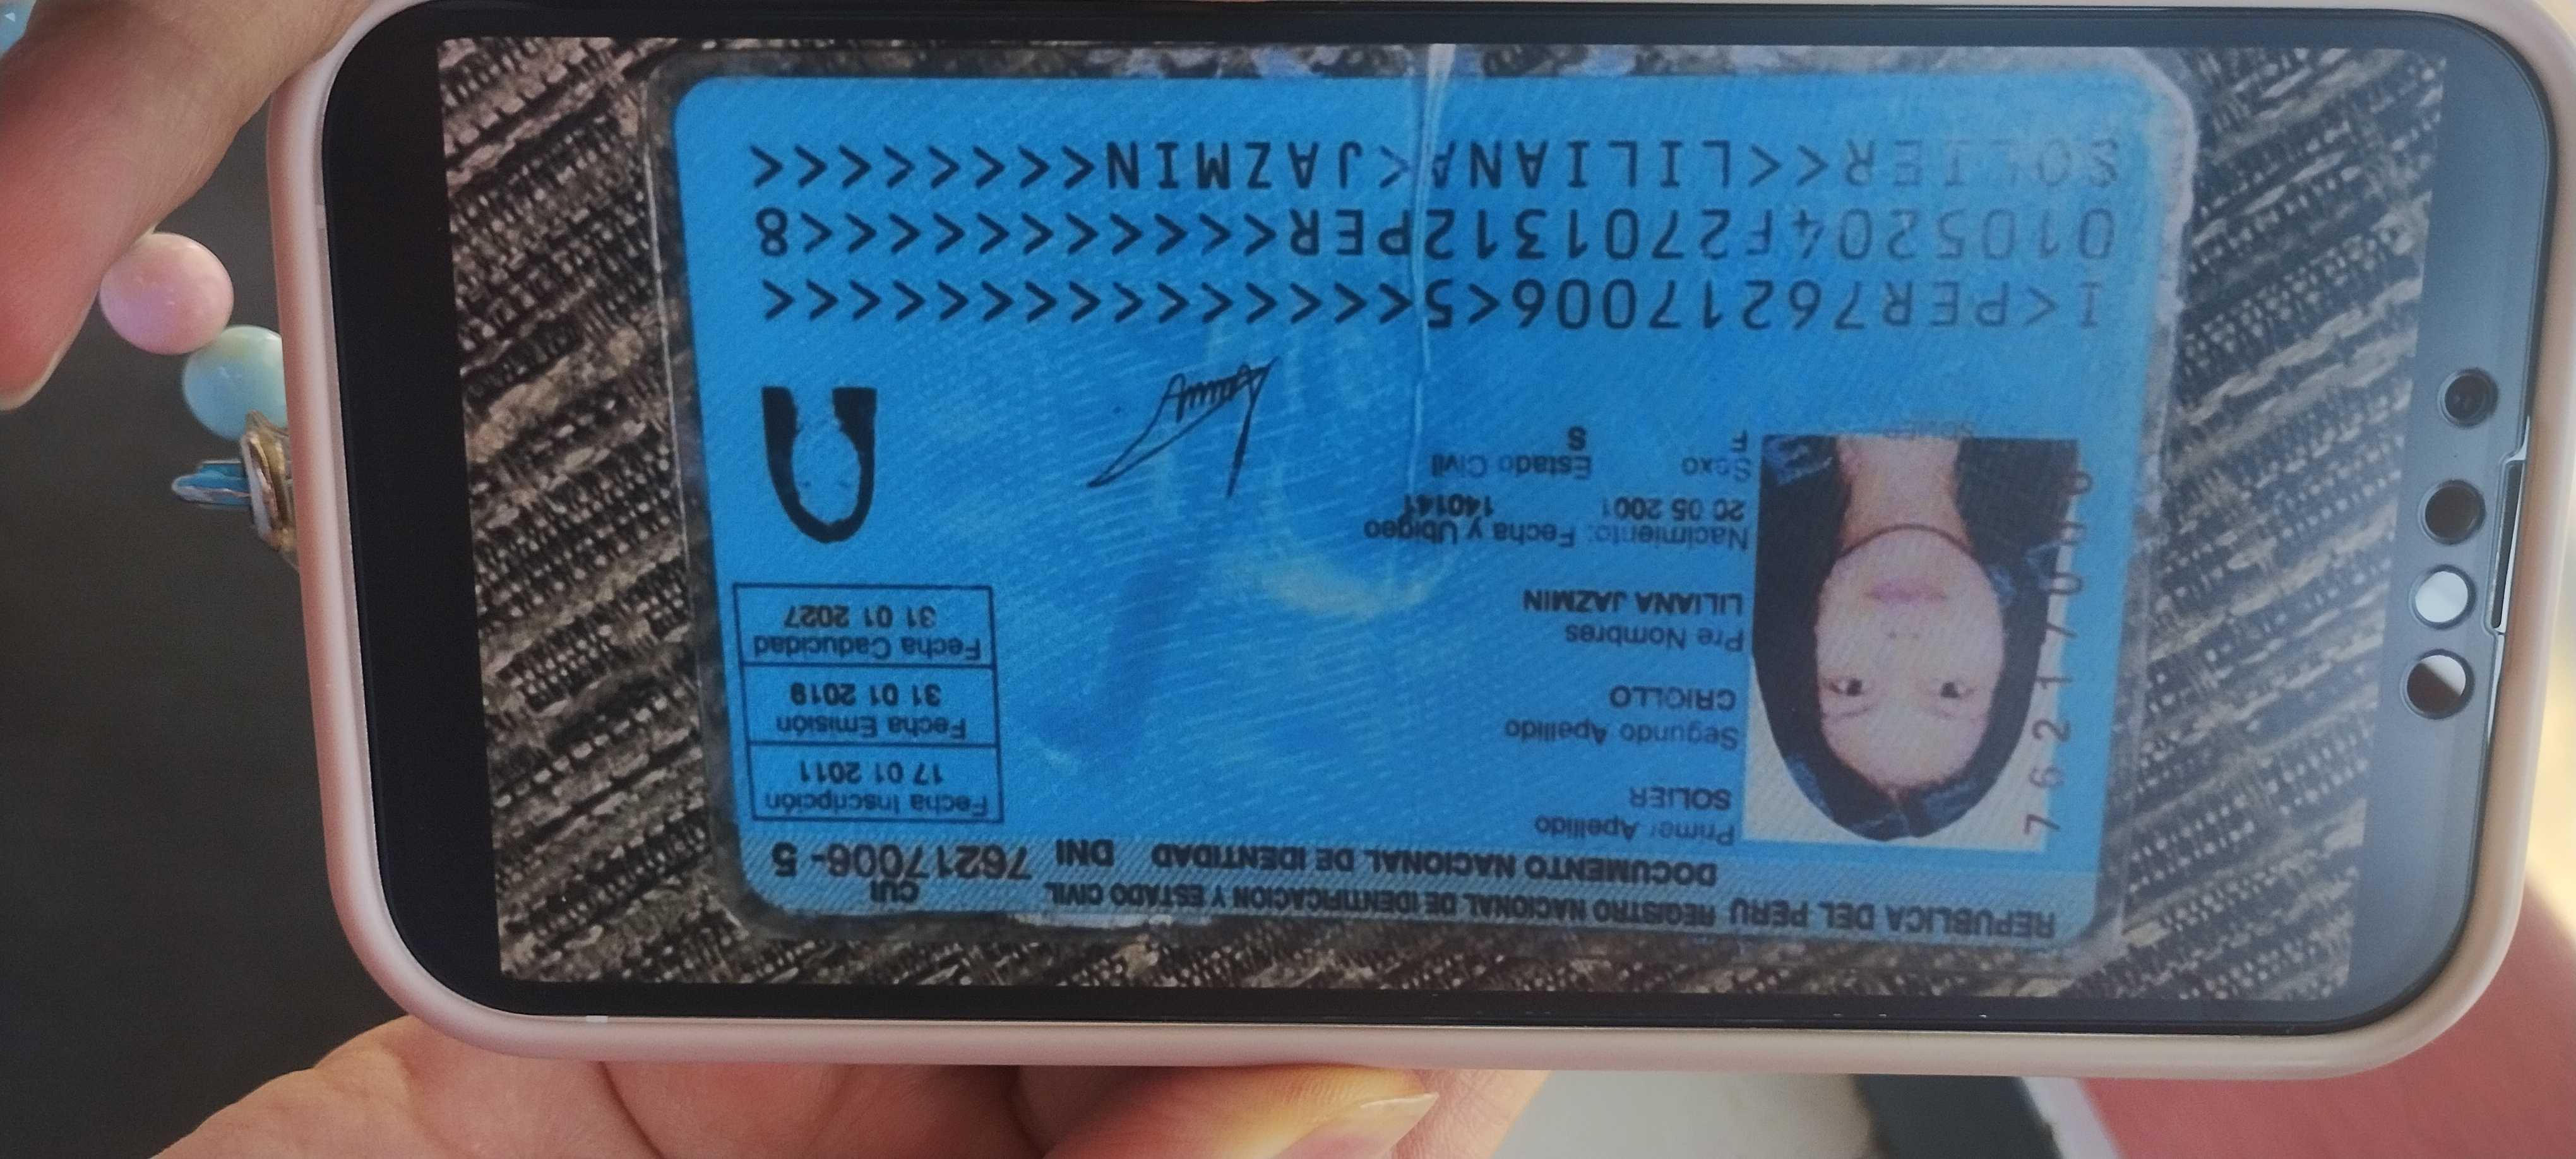 REPUBLICA DEL PERU REGISTRO NACIONAL DE IDENTIFICACION Y ESTADO CIVIL
CUI
DOCUMENTO NACIONAL DE IDENTIDAD DNI 76217006-5
Primer Apellido
SOLIER
Segundo Apellido
CRIOLLO
Pre Nombres
LILIANA JAZMIN
Nacimiento: Fecha y Ubigeo
20 05 2001 140141
Sexo Estado Civil
F S
Fecha Inscripción
17 01 2011
Fecha Emisión
31 01 2019
Fecha Caducidad
31 01 2027
76217006
I<PER76217006<5<<<<<<<<<<<<<<<
0105204F2701312PER<<<<<<<<<<<8
SOLIER<<LILIANA<JAZMIN<<<<<<<<